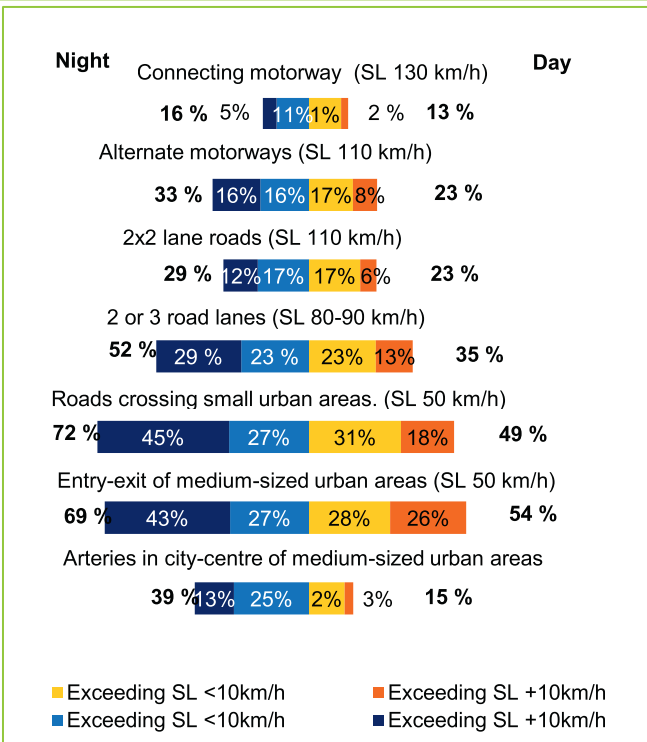 Night
Day
Connecting motorway (SL 130 km/h)
16 % 5% 11% 1% 2 % 13 %
Alternate motorways (SL 110 km/h)
33 % 16% 16% 17% 8% 23 %
2x2 lane roads (SL 110 km/h)
29 % 12% 17% 17% 6% 23 %
2 or 3 road lanes (SL 80-90 km/h)
52 % 29 % 23 % 23% 13% 35 %
Roads crossing small urban areas. (SL 50 km/h)
72 % 45% 27% 31% 18% 49 %
Entry-exit of medium-sized urban areas (SL 50 km/h)
69 % 43% 27% 28% 26% 54 %
Arteries in city-centre of medium-sized urban areas
39 % 13% 25% 2% 3% 15 %
Exceeding SL <10km/h Exceeding SL +10km/h
Exceeding SL <10km/h Exceeding SL +10km/h